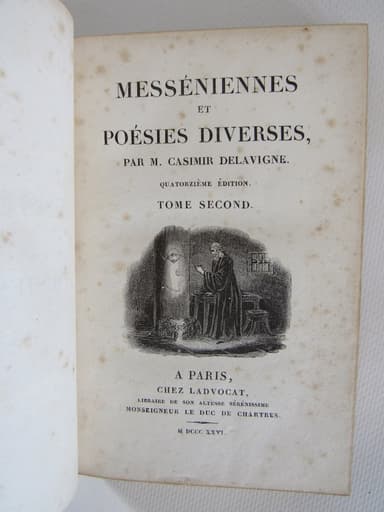 MESSÉNIENNES
ET
POÉSIES DIVERSES,
PAR M. CASIMIR DELAVIGNE.
QUATORZIÈME ÉDITION.
TOME SECOND.
A PARIS,
CHEZ LADVOCAT,
LIBRAIRE DE SON ALTESSE SÉRÉNISSIME
MONSEIGNEUR LE DUC DE CHARTRES.
M DCCC XXVI.